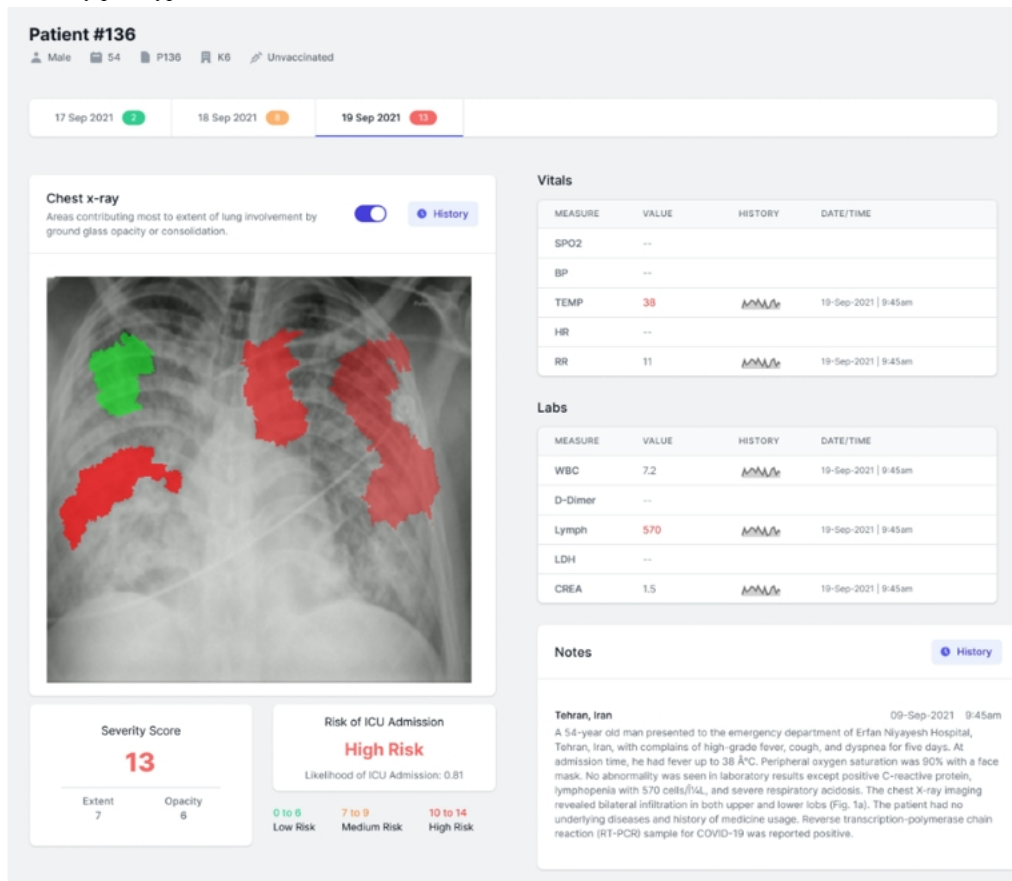 Patient #136
Male 54 P136 K6 Unvaccinated
17 Sep 2021 2
18 Sep 2021 8
19 Sep 2021 13
Chest x-ray
Areas contributing most to extent of lung involvement by
ground glass opacity or consolidation.
History
Severity Score
13
Extent
7
Opacity
6
Risk of ICU Admission
High Risk
Likelihood of ICU Admission: 0.81
0 to 6
Low Risk
7 to 9
Medium Risk
10 to 14
High Risk
Vitals
MEASURE VALUE HISTORY DATE/TIME
SPO2 --
BP --
TEMP 38 19-Sep-2021 | 9:45am
HR --
RR 11 19-Sep-2021 | 9:45am
Labs
MEASURE VALUE HISTORY DATE/TIME
WBC 7.2 19-Sep-2021 | 9:45am
D-Dimer --
Lymph 570 19-Sep-2021 | 9:45am
LDH --
CREA 1.5 19-Sep-2021 | 9:45am
Notes
History
Tehran, Iran 09-Sep-2021 9:45am
A 54-year old man presented to the emergency department of Erfan Niyayesh Hospital,
Tehran, Iran, with complains of high-grade fever, cough, and dyspnea for five days. At
admission time, he had fever up to 38 Â°C. Peripheral oxygen saturation was 90% with a face
mask. No abnormality was seen in laboratory results except positive C-reactive protein,
lymphopenia with 570 cells/Î¼L, and severe respiratory acidosis. The chest X-ray imaging
revealed bilateral infiltration in both upper and lower lobs (Fig. 1a). The patient had no
underlying diseases and history of medicine usage. Reverse transcription-polymerase chain
reaction (RT-PCR) sample for COVID-19 was reported positive.